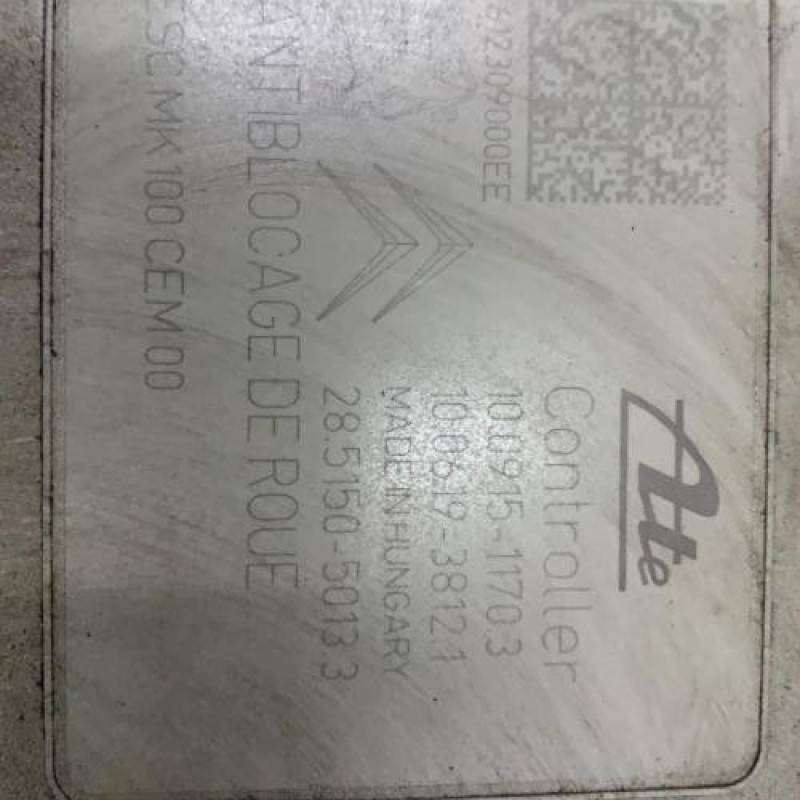 Ate
612309000EE
Controller
10.0915-1170.3
10.0619-3812.1
MADE IN HUNGARY
28.5150-5013.3
ANTIBLOCAGE DE ROUE
ESC MK 100 CEM 00